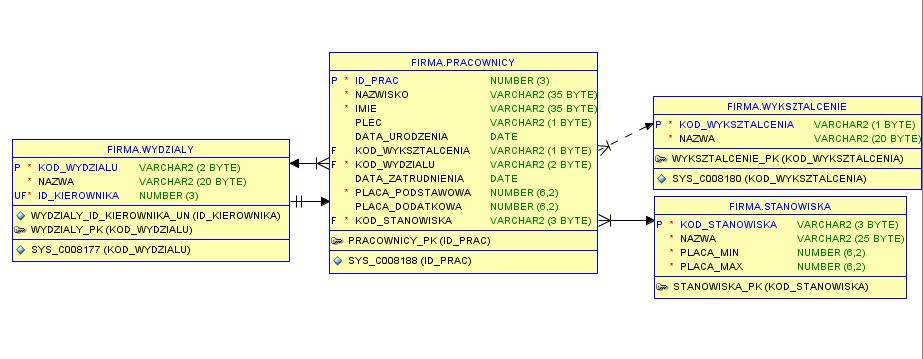 FIRMA.WYDZIALY
P * KOD_WYDZIALU VARCHAR2 (2 BYTE)
* NAZWA VARCHAR2 (20 BYTE)
UF * ID_KIEROWNIKA NUMBER (3)
WYDZIALY_ID_KIEROWNIKA_UN (ID_KIEROWNIKA)
WYDZIALY_PK (KOD_WYDZIALU)
SYS_C008177 (KOD_WYDZIALU)
FIRMA.PRACOWNICY
P * ID_PRAC NUMBER (3)
* NAZWISKO VARCHAR2 (35 BYTE)
* IMIE VARCHAR2 (35 BYTE)
PLEC VARCHAR2 (1 BYTE)
DATA_URODZENIA DATE
F KOD_WYKSZTALCENIA VARCHAR2 (1 BYTE)
F * KOD_WYDZIALU VARCHAR2 (2 BYTE)
DATA_ZATRUDNIENIA DATE
* PLACA_PODSTAWOWA NUMBER (6,2)
PLACA_DODATKOWA NUMBER (6,2)
F * KOD_STANOWISKA VARCHAR2 (3 BYTE)
PRACOWNICY_PK (ID_PRAC)
SYS_C008188 (ID_PRAC)
FIRMA.WYKSZTALCENIE
P * KOD_WYKSZTALCENIA VARCHAR2 (1 BYTE)
* NAZWA VARCHAR2 (20 BYTE)
WYKSZTALCENIE_PK (KOD_WYKSZTALCENIA)
SYS_C008180 (KOD_WYKSZTALCENIA)
FIRMA.STANOWISKA
P * KOD_STANOWISKA VARCHAR2 (3 BYTE)
* NAZWA VARCHAR2 (25 BYTE)
* PLACA_MIN NUMBER (6,2)
* PLACA_MAX NUMBER (6,2)
STANOWISKA_PK (KOD_STANOWISKA)